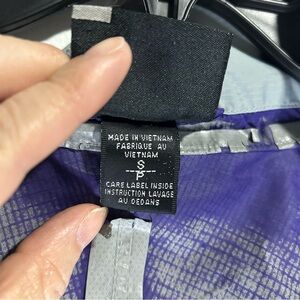 MADE IN VIETNAM
FABRIQUE AU
VIETNAM
S
P
CARE LABEL INSIDE
INSTRUCTION LAVAGE
AU DEDANS